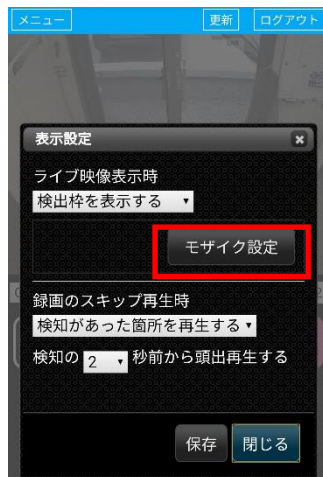 メニュー 更新 ログアウト
表示設定
ライブ映像表示時
検出枠を表示する
モザイク設定
録画のスキップ再生時
検知があった箇所を再生する
検知の 2 秒前から頭出再生する
保存 閉じる